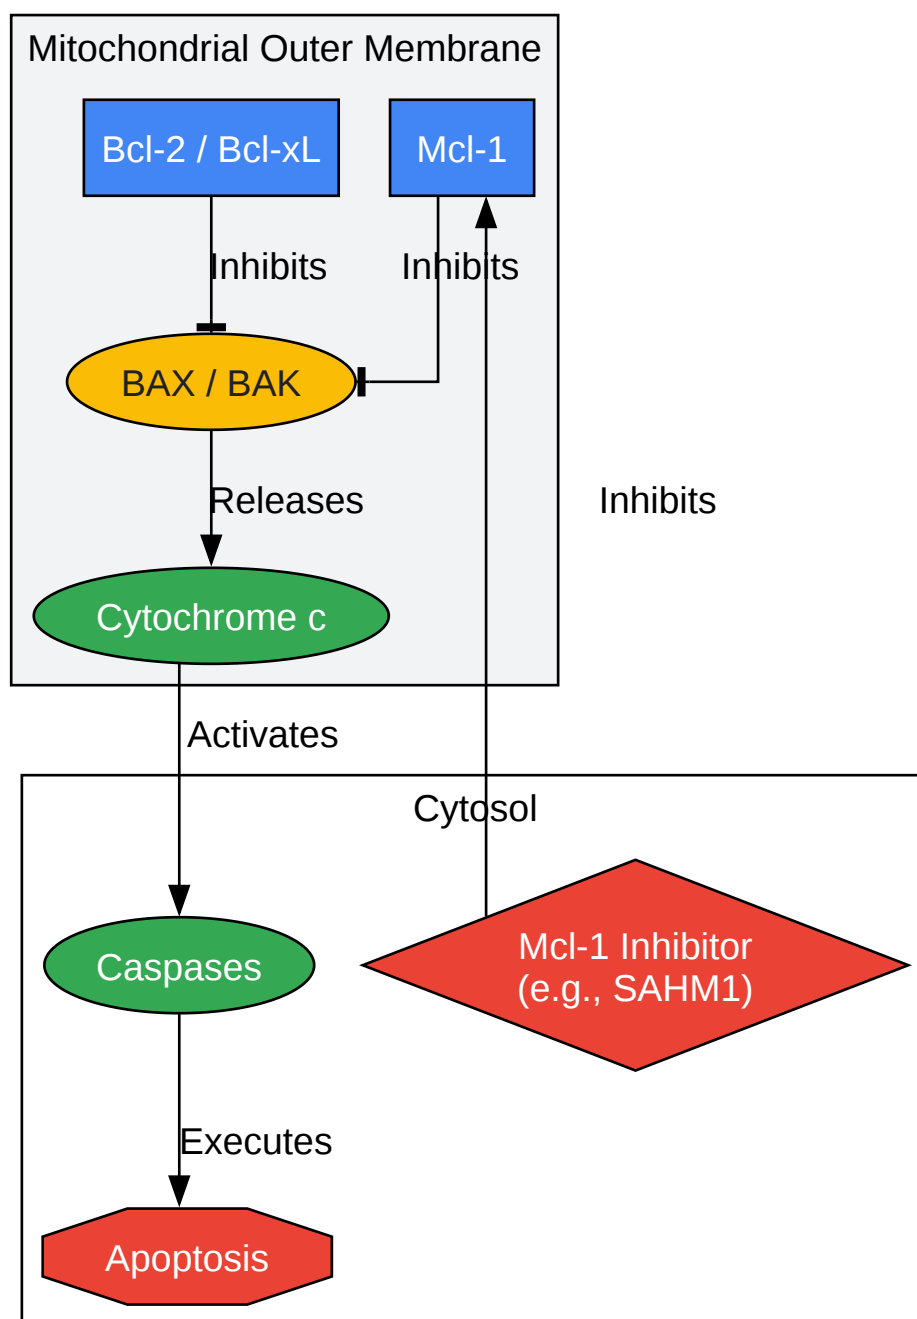 Mitochondrial Outer Membrane
Bcl-2 / Bcl-xL
Mcl-1
Inhibits
Inhibits
BAX / BAK
Releases
Inhibits
Cytochrome c
Activates
Cytosol
Caspases
Mcl-1 Inhibitor
(e.g., SAHM1)
Executes
Apoptosis